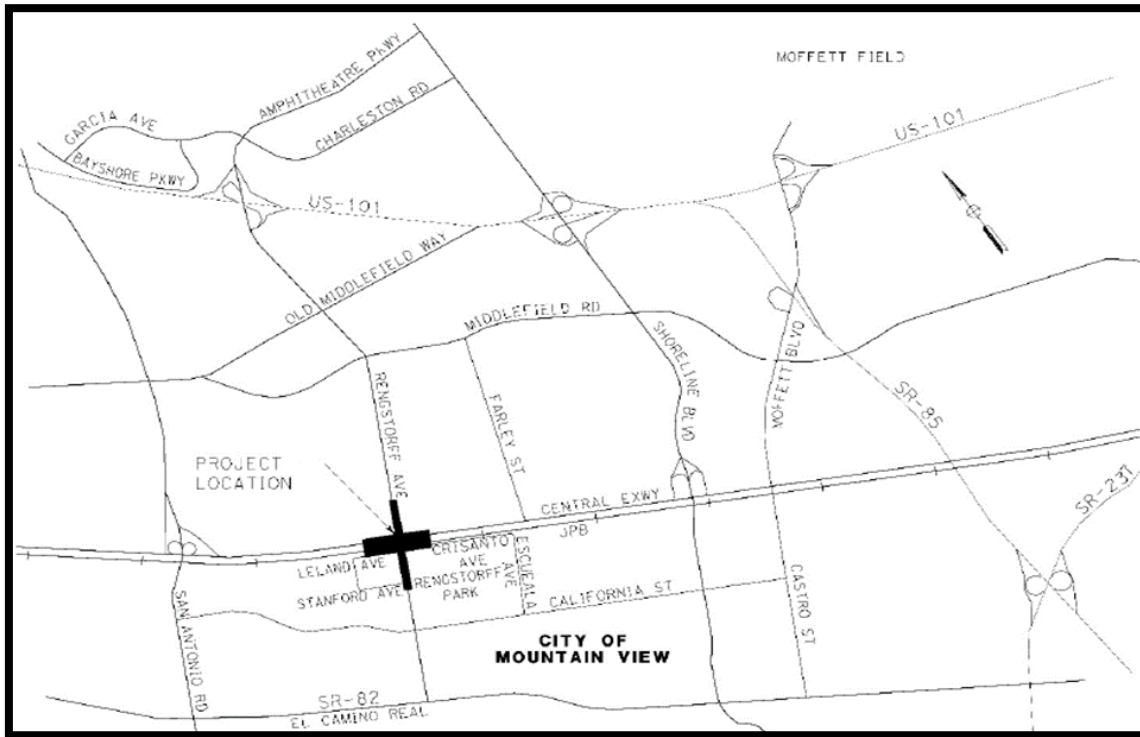 MOFFETT FIELD
AMPHITHEATRE PKWY
CHARLESTON RD
GARCIA AVE
BAYSHORE PKWY
US-101
US-101
OLD MIDDLEFIELD WAY
MIDDLEFIELD RD
SHORELINE BLVD
MOFFETT BLVD
SR-85
RENGSTORFF AVE
FARLEY ST
PROJECT
LOCATION
CENTRAL EXWY
JPB
SR-237
LELAND AVE
CRISANTO
AVE
ESCUEALA
AVE
STANFORD AVE
RENGSTORFF
PARK
CALIFORNIA ST
CASTRO ST
SAN ANTONIO RD
CITY OF
MOUNTAIN VIEW
SR-82
EL CAMINO REAL